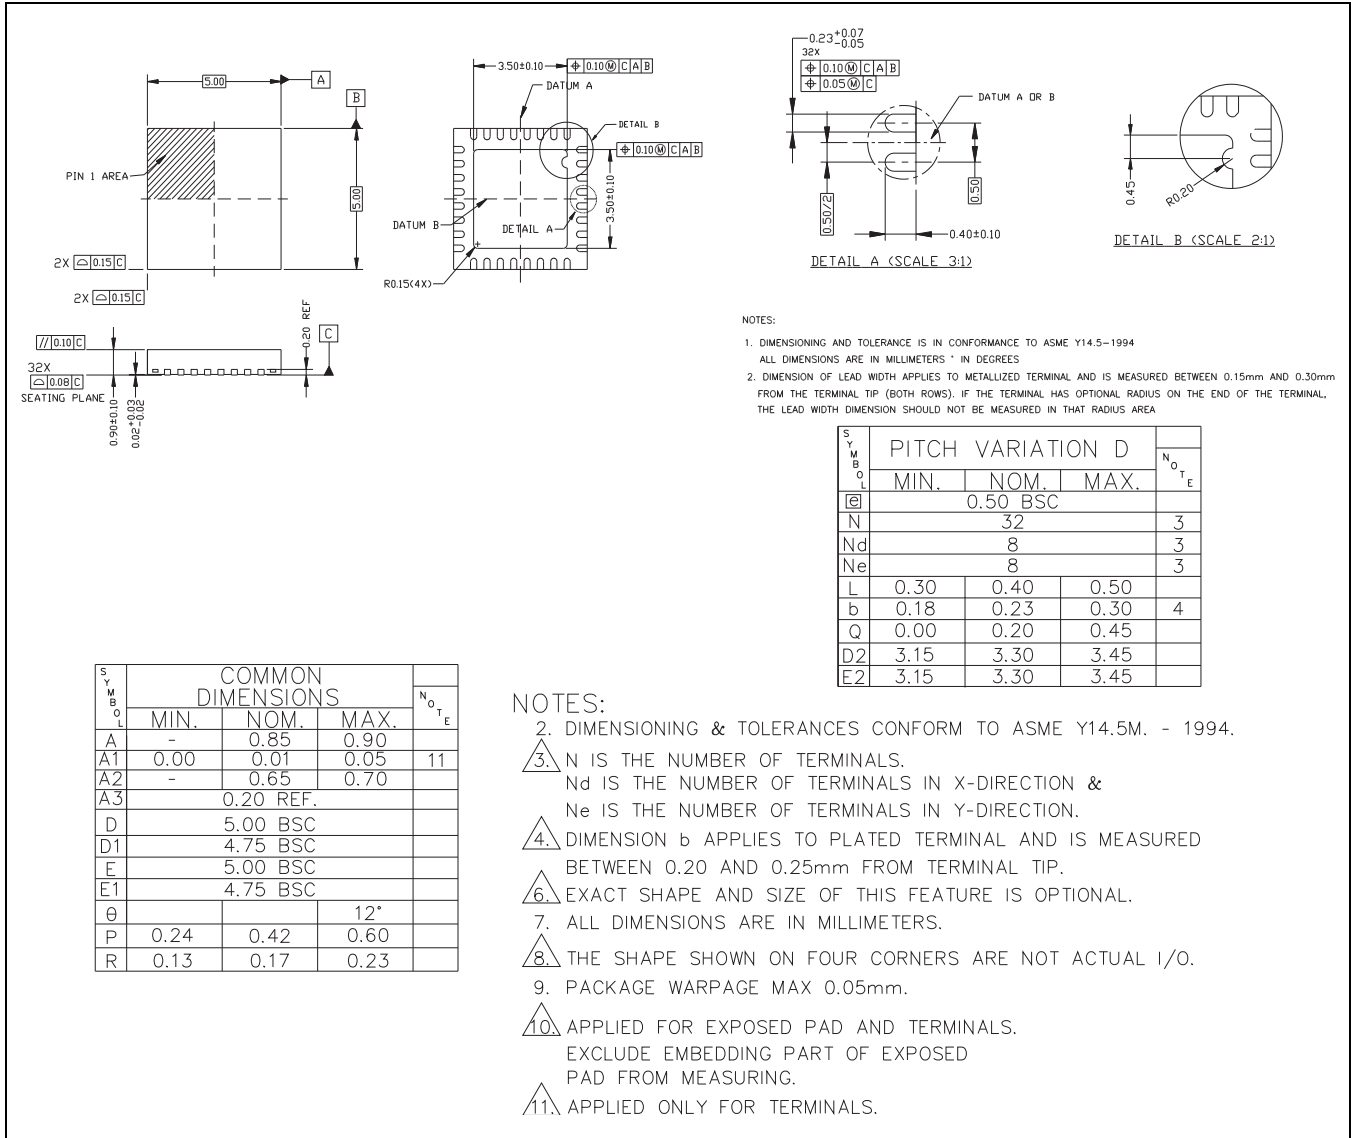 5.00
A
B
PIN 1 AREA
5.00
2X ⌓ 0.15 C
2X ⌓ 0.15 C
3.50±0.10
⌖ 0.10Ⓜ C A B
DATUM A
DETAIL B
⌖ 0.10Ⓜ C A B
3.50±0.10
DATUM B
DETAIL A
R0.15(4X)
0.23 +0.07 -0.05
32X
⌖ 0.10Ⓜ C A B
⌖ 0.05Ⓜ C
DATUM A OR B
0.50/2
0.50
0.40±0.10
DETAIL A (SCALE 3:1)
0.45
R0.20
DETAIL B (SCALE 2:1)
// 0.10 C
32X
⌓ 0.08 C
SEATING PLANE
0.90±0.10
0.02 +0.03 -0.02
0.20 REF
C
NOTES:
1. DIMENSIONING AND TOLERANCE IS IN CONFORMANCE TO ASME Y14.5-1994
ALL DIMENSIONS ARE IN MILLIMETERS ° IN DEGREES
2. DIMENSION OF LEAD WIDTH APPLIES TO METALLIZED TERMINAL AND IS MEASURED BETWEEN 0.15mm AND 0.30mm
FROM THE TERMINAL TIP (BOTH ROWS). IF THE TERMINAL HAS OPTIONAL RADIUS ON THE END OF THE TERMINAL,
THE LEAD WIDTH DIMENSION SHOULD NOT BE MEASURED IN THAT RADIUS AREA
SYMBOL PITCH VARIATION D NOTE
MIN. NOM. MAX.
e 0.50 BSC
N 32 3
Nd 8 3
Ne 8 3
L 0.30 0.40 0.50
b 0.18 0.23 0.30 4
Q 0.00 0.20 0.45
D2 3.15 3.30 3.45
E2 3.15 3.30 3.45
SYMBOL COMMON DIMENSIONS NOTE
MIN. NOM. MAX.
A - 0.85 0.90
A1 0.00 0.01 0.05 11
A2 - 0.65 0.70
A3 0.20 REF.
D 5.00 BSC
D1 4.75 BSC
E 5.00 BSC
E1 4.75 BSC
θ 12°
P 0.24 0.42 0.60
R 0.13 0.17 0.23
NOTES:
2. DIMENSIONING & TOLERANCES CONFORM TO ASME Y14.5M. - 1994.
3. N IS THE NUMBER OF TERMINALS.
Nd IS THE NUMBER OF TERMINALS IN X-DIRECTION &
Ne IS THE NUMBER OF TERMINALS IN Y-DIRECTION.
4. DIMENSION b APPLIES TO PLATED TERMINAL AND IS MEASURED
BETWEEN 0.20 AND 0.25mm FROM TERMINAL TIP.
6. EXACT SHAPE AND SIZE OF THIS FEATURE IS OPTIONAL.
7. ALL DIMENSIONS ARE IN MILLIMETERS.
8. THE SHAPE SHOWN ON FOUR CORNERS ARE NOT ACTUAL I/O.
9. PACKAGE WARPAGE MAX 0.05mm.
10. APPLIED FOR EXPOSED PAD AND TERMINALS.
EXCLUDE EMBEDDING PART OF EXPOSED
PAD FROM MEASURING.
11. APPLIED ONLY FOR TERMINALS.